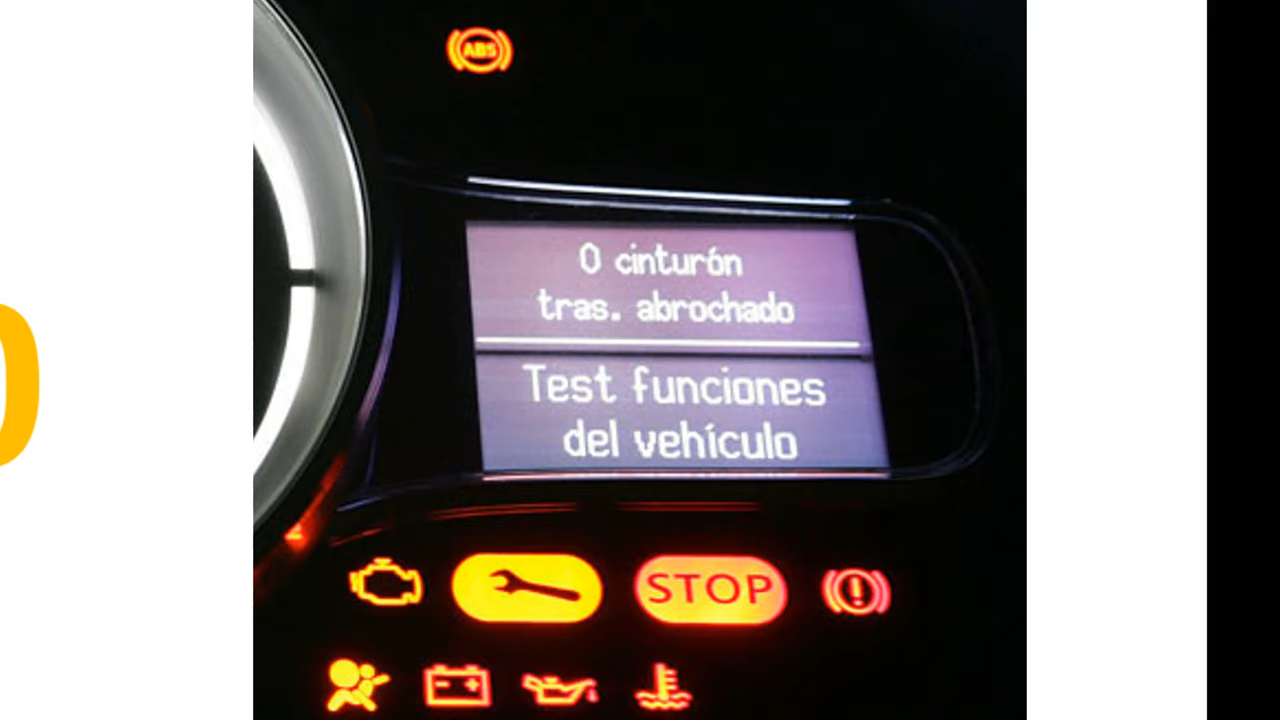 ABS
0 cinturón
tras. abrochado
Test funciones
del vehículo
STOP